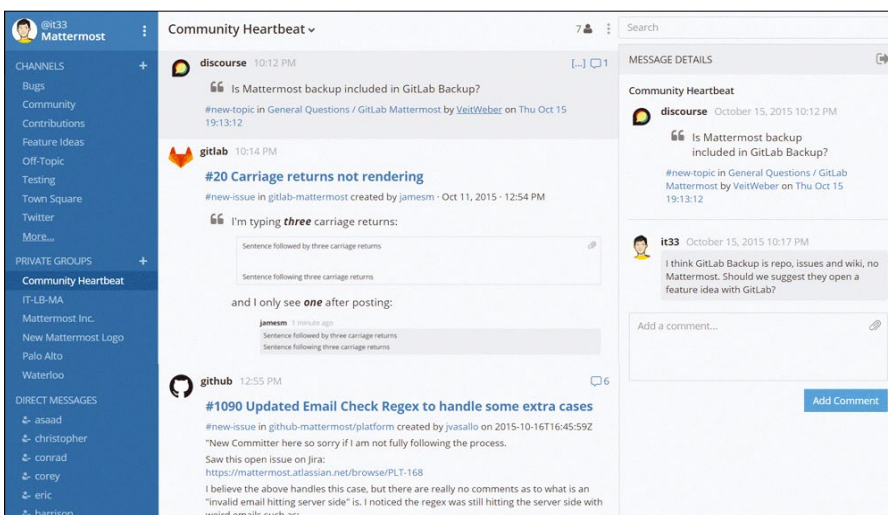 @it33
Mattermost
CHANNELS +
Bugs
Community
Contributions
Feature Ideas
Off-Topic
Testing
Town Square
Twitter
More...
PRIVATE GROUPS +
Community Heartbeat
IT-LB-MA
Mattermost Inc.
New Mattermost Logo
Palo Alto
Waterloo
DIRECT MESSAGES
asaad
christopher
conrad
corey
eric
harrison
Community Heartbeat
7
discourse 10:12 PM
[...] 1
Is Mattermost backup included in GitLab Backup?
#new-topic in General Questions / GitLab Mattermost by VeitWeber on Thu Oct 15
19:13:12
gitlab 10:14 PM
#20 Carriage returns not rendering
#new-issue in gitlab-mattermost created by jamesm · Oct 11, 2015 · 12:54 PM
I'm typing three carriage returns:
Sentence followed by three carriage returns
Sentence following three carriage returns
and I only see one after posting:
jamesm 1 minute ago
Sentence followed by three carriage returns
Sentence following three carriage returns
github 12:55 PM
6
#1090 Updated Email Check Regex to handle some extra cases
#new-issue in github-mattermost/platform created by jvasallo on 2015-10-16T16:45:59Z
"New Committer here so sorry if I am not fully following the process.
Saw this open issue on Jira:
https://mattermost.atlassian.net/browse/PLT-168
I believe the above handles this case, but there are really no comments as to what is an
"invalid email hitting server side" is. I noticed the regex was still hitting the server side with
weird emails such as:
Search
MESSAGE DETAILS
Community Heartbeat
discourse October 15, 2015 10:12 PM
Is Mattermost backup
included in GitLab Backup?
#new-topic in General Questions / GitLab
Mattermost by VeitWeber on Thu Oct 15
19:13:12
it33 October 15, 2015 10:17 PM
I think GitLab Backup is repo, issues and wiki, no
Mattermost. Should we suggest they open a
feature idea with GitLab?
Add a comment...
Add Comment